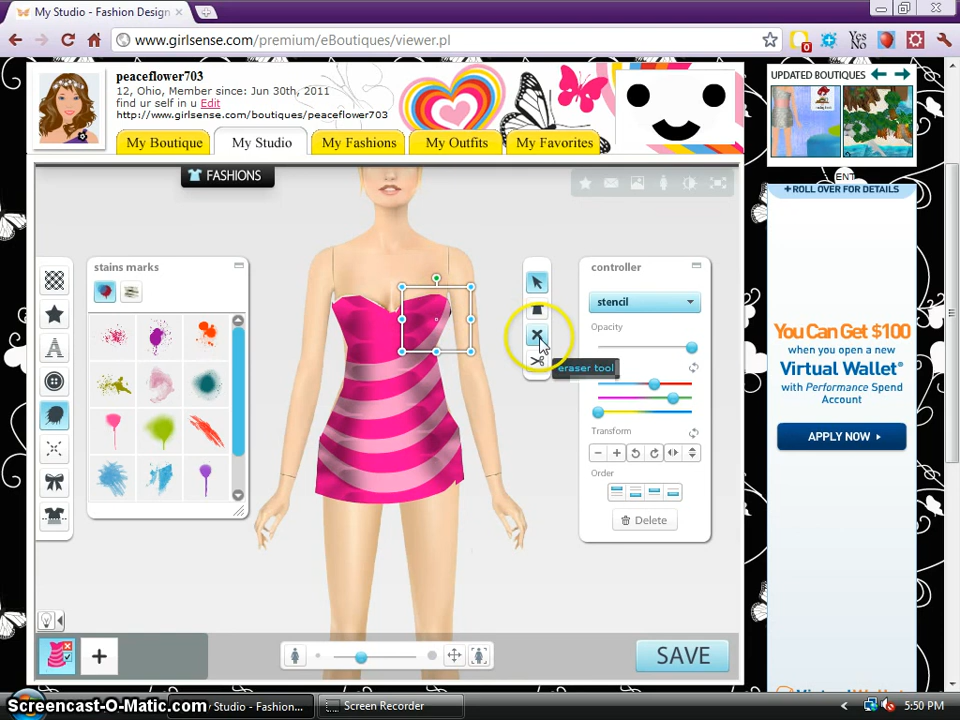 My Studio - Fashion Design
www.girlsense.com/premium/eBoutiques/viewer.pl
0
Yes
No
peaceflower703
12, Ohio, Member since: Jun 30th, 2011
find ur self in u Edit
http://www.girlsense.com/boutiques/peaceflower703
My Boutique
My Studio
My Fashions
My Outfits
My Favorites
UPDATED BOUTIQUES
ENT
+ROLL OVER FOR DETAILS
FASHIONS
stains marks
A
eraser tool
controller
stencil
Opacity
Transform
Order
Delete
SAVE
You Can Get $100
when you open a new
Virtual Wallet®
with Performance Spend
Account.
APPLY NOW
Screencast-O-Matic.com
Studio - Fashion...
Screen Recorder
5:50 PM